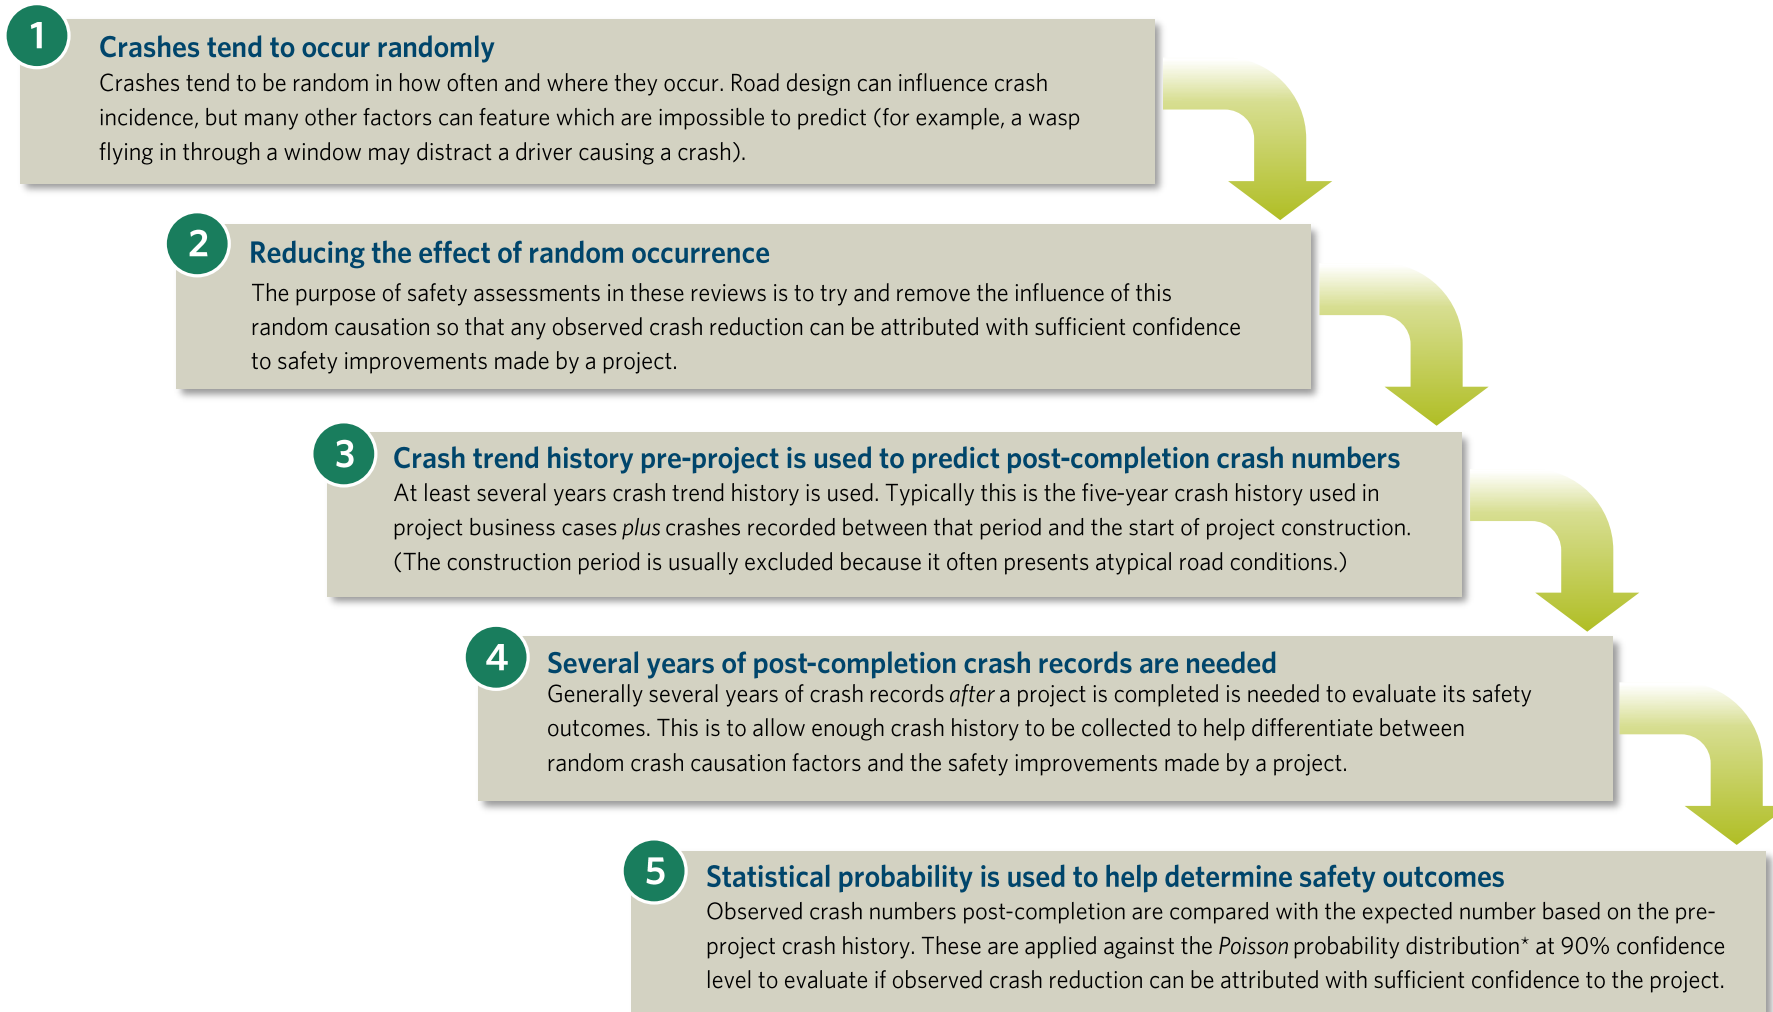 1
Crashes tend to occur randomly
Crashes tend to be random in how often and where they occur. Road design can influence crash
incidence, but many other factors can feature which are impossible to predict (for example, a wasp
flying in through a window may distract a driver causing a crash).
2
Reducing the effect of random occurrence
The purpose of safety assessments in these reviews is to try and remove the influence of this
random causation so that any observed crash reduction can be attributed with sufficient confidence
to safety improvements made by a project.
3
Crash trend history pre-project is used to predict post-completion crash numbers
At least several years crash trend history is used. Typically this is the five-year crash history used in
project business cases plus crashes recorded between that period and the start of project construction.
(The construction period is usually excluded because it often presents atypical road conditions.)
4
Several years of post-completion crash records are needed
Generally several years of crash records after a project is completed is needed to evaluate its safety
outcomes. This is to allow enough crash history to be collected to help differentiate between
random crash causation factors and the safety improvements made by a project.
5
Statistical probability is used to help determine safety outcomes
Observed crash numbers post-completion are compared with the expected number based on the pre-
project crash history. These are applied against the Poisson probability distribution* at 90% confidence
level to evaluate if observed crash reduction can be attributed with sufficient confidence to the project.